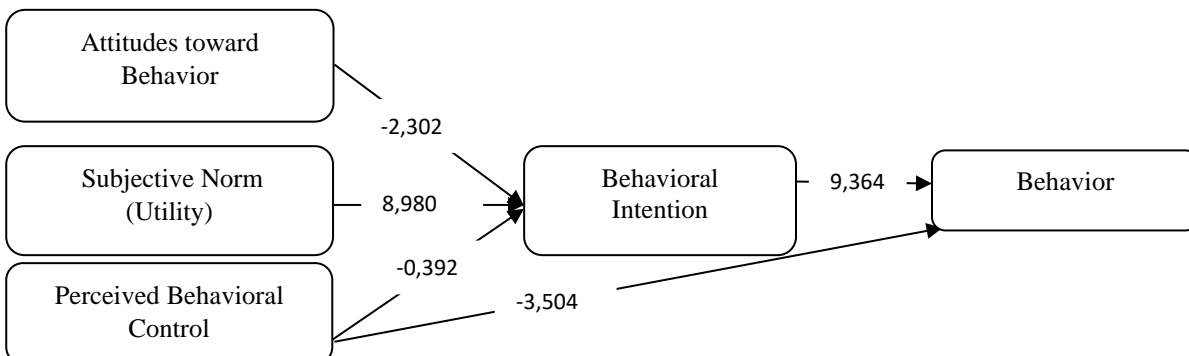 Attitudes toward
Behavior
-2,302
Subjective Norm
(Utility)
8,980
Behavioral
Intention
9,364
Behavior
-0,392
Perceived Behavioral
Control
-3,504